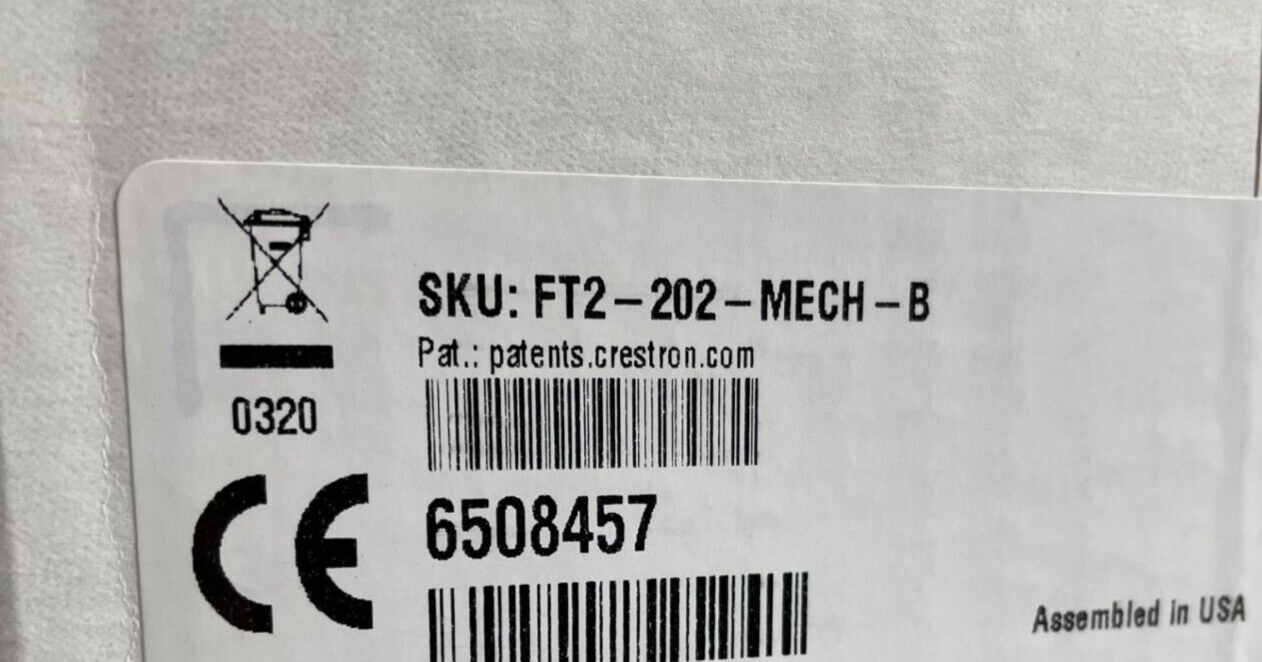 SKU: FT2-202-MECH-B
Pat.: patents.crestron.com
0320
CE
6508457
Assembled in USA